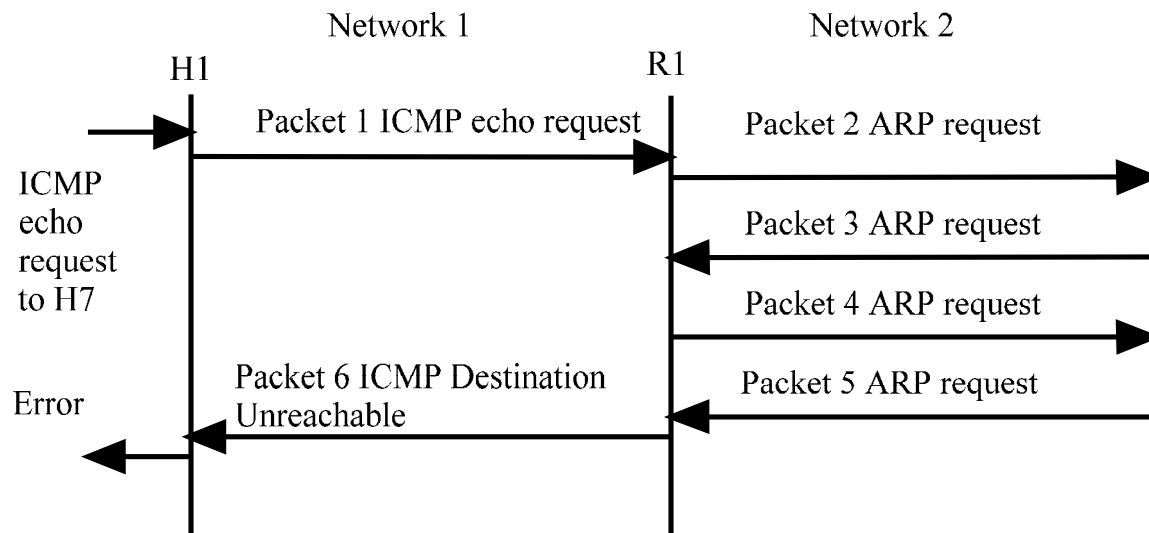 Network 1
Network 2
H1
R1
Packet 1 ICMP echo request
Packet 2 ARP request
ICMP
echo
request
to H7
Packet 3 ARP request
Packet 4 ARP request
Packet 6 ICMP Destination
Unreachable
Packet 5 ARP request
Error